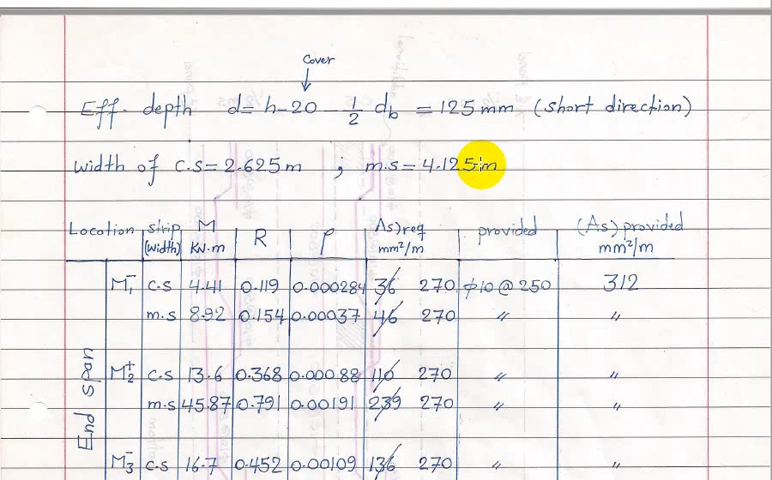 Cover
Eff. depth d = h - 20 - 1/2 db = 125 mm (short direction)
width of c.s = 2.625 m ; m.s = 4.125 m
Location Strip (width) M KN.m R ρ As)req mm²/m provided (As) provided mm²/m
End span
M₁⁻ c.s 4.41 0.119 0.000284 36 270 φ10 @ 250 312
m.s 8.92 0.154 0.00037 46 270 〃 〃
M₂⁺ c.s 13.6 0.368 0.00088 110 270 〃 〃
m.s 45.87 0.791 0.00191 239 270 〃 〃
M₃⁻ c.s 16.7 0.452 0.00109 136 270 〃 〃